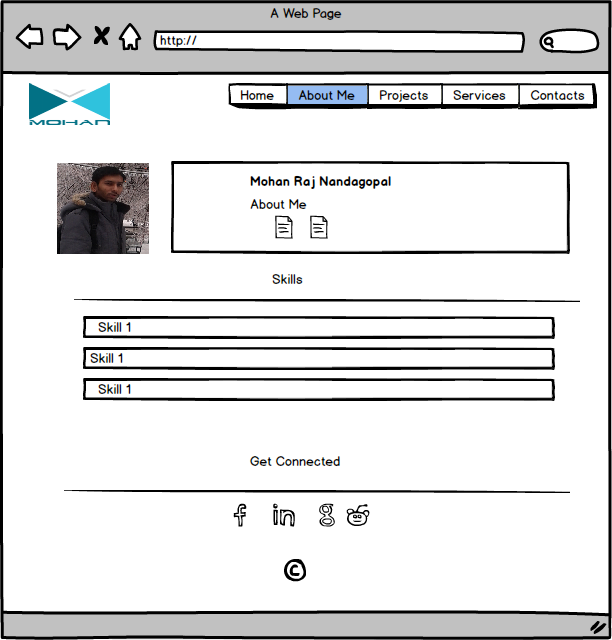 A Web Page
http://
MOHAN
Home About Me Projects Services Contacts
Mohan Raj Nandagopal
About Me
Skills
Skill 1
Skill 1
Skill 1
Get Connected
f in g
©